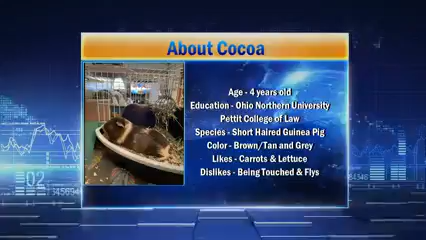 About Cocoa
Age - 4 years old
Education - Ohio Northern University
Pettit College of Law
Species - Short Haired Guinea Pig
Color - Brown/Tan and Grey
Likes - Carrots & Lettuce
Dislikes - Being Touched & Flys
02